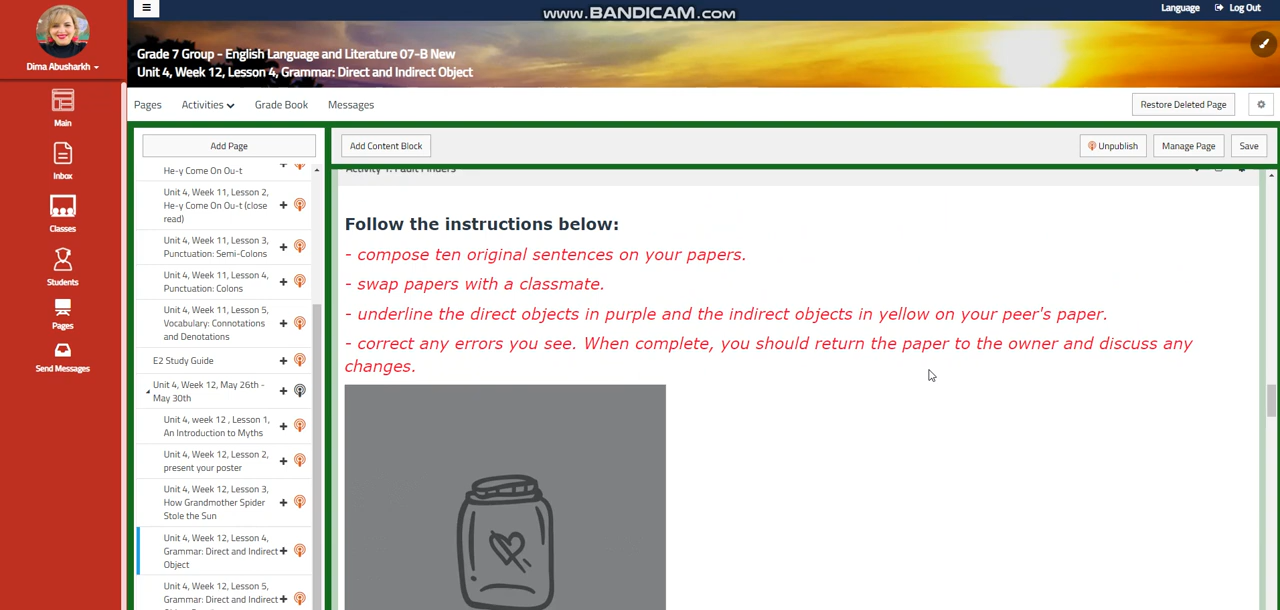 www.BANDICAM.com
Language
Log Out
Dima Abusharkh
Grade 7 Group - English Language and Literature 07-B New
Unit 4, Week 12, Lesson 4, Grammar: Direct and Indirect Object
Pages
Activities
Grade Book
Messages
Restore Deleted Page
Main
Inbox
Classes
Students
Pages
Send Messages
Add Page
He-y Come On Ou-t
Unit 4, Week 11, Lesson 2,
He-y Come On Ou-t (close
read)
Unit 4, Week 11, Lesson 3,
Punctuation: Semi-Colons
Unit 4, Week 11, Lesson 4,
Punctuation: Colons
Unit 4, Week 11, Lesson 5,
Vocabulary: Connotations
and Denotations
E2 Study Guide
Unit 4, Week 12, May 26th -
May 30th
Unit 4, week 12 , Lesson 1,
An Introduction to Myths
Unit 4, Week 12, Lesson 2,
present your poster
Unit 4, Week 12, Lesson 3,
How Grandmother Spider
Stole the Sun
Unit 4, Week 12, Lesson 4,
Grammar: Direct and Indirect
Object
Unit 4, Week 12, Lesson 5,
Grammar: Direct and Indirect
Add Content Block
Unpublish
Manage Page
Save
Activity 1: Fault Finders
Follow the instructions below:
- compose ten original sentences on your papers.
- swap papers with a classmate.
- underline the direct objects in purple and the indirect objects in yellow on your peer's paper.
- correct any errors you see. When complete, you should return the paper to the owner and discuss any
changes.